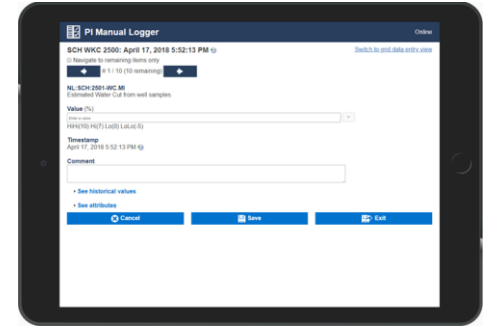 PI Manual Logger
Online
SCH WKC 2500: April 17, 2018 5:52:13 PM
Switch to grid data entry view
Navigate to remaining items only
# 1 / 10 (10 remaining)
NL:SCH:2501-WC.MI
Estimated Water Cut from well samples.
Value (%)
Enter a value
HiHi(10) Hi(7) Lo(0) LoLo(-5)
Timestamp
April 17, 2018 5:52:13 PM
Comment
See historical values
See attributes
Cancel
Save
Exit